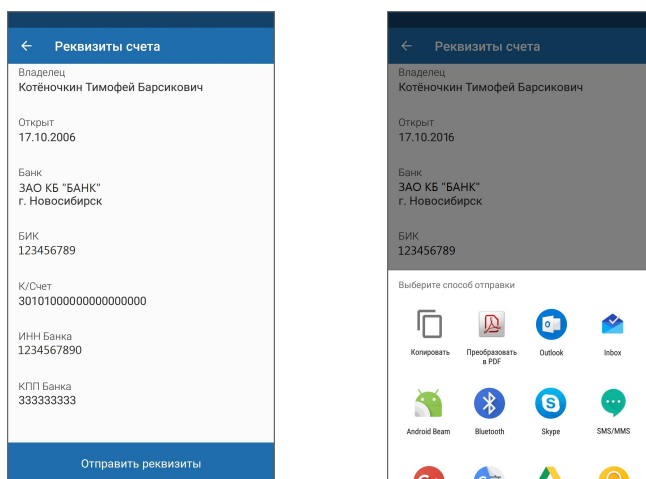 Реквизиты счета
Владелец
Котёночкин Тимофей Барсикович
Открыт
17.10.2006
Банк
ЗАО КБ "БАНК"
г. Новосибирск
БИК
123456789
К/Счет
30101000000000000000
ИНН Банка
1234567890
КПП Банка
333333333
Отправить реквизиты
Реквизиты счета
Владелец
Котёночкин Тимофей Барсикович
Открыт
17.10.2016
Банк
ЗАО КБ "БАНК"
г. Новосибирск
БИК
123456789
Выберите способ отправки
Копировать
Преобразовать
в PDF
Outlook
Inbox
Android Beam
Bluetooth
Skype
SMS/MMS